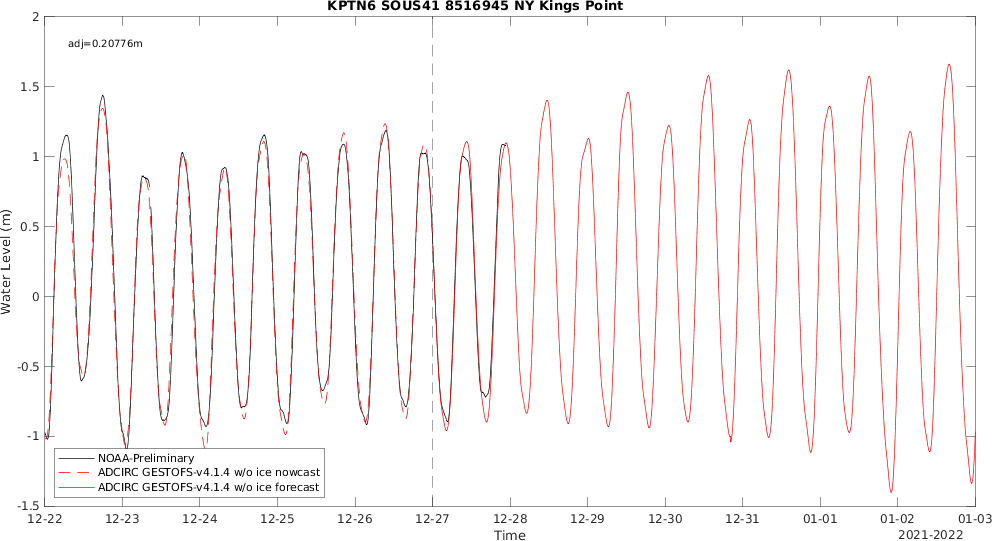 KPTN6 SOUS41 8516945 NY Kings Point
adj=0.20776m
Water Level (m)
2
1.5
1
0.5
0
-0.5
-1
-1.5
NOAA-Preliminary
ADCIRC GESTOFS-v4.1.4 w/o ice nowcast
ADCIRC GESTOFS-v4.1.4 w/o ice forecast
12-22 12-23 12-24 12-25 12-26 12-27 12-28 12-29 12-30 12-31 01-01 01-02 01-03
Time
2021-2022